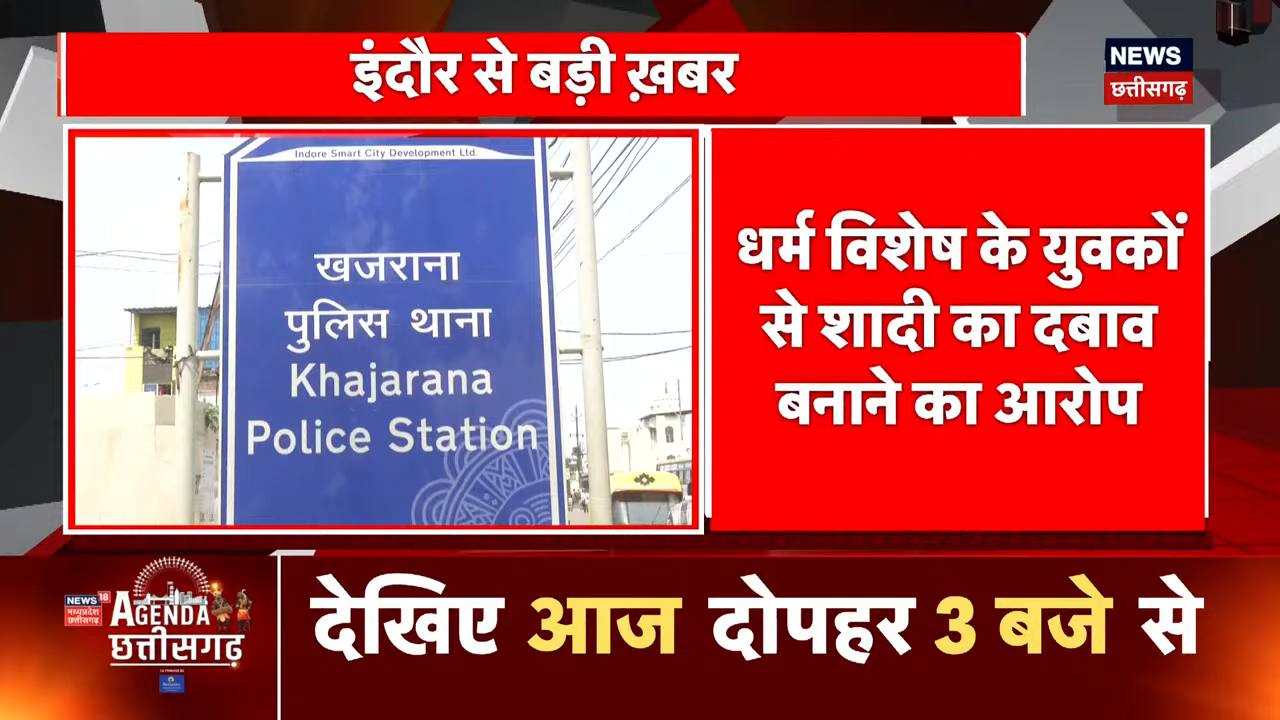 इंदौर से बड़ी ख़बर
NEWS
छत्तीसगढ़
Indore Smart City Development Ltd.
खजराना
पुलिस थाना
Khajarana
Police Station
धर्म विशेष के युवकों
से शादी का दबाव
बनाने का आरोप
NEWS18
मध्यप्रदेश
छत्तीसगढ़
AGENDA
छत्तीसगढ़
देखिए आज दोपहर 3 बजे से